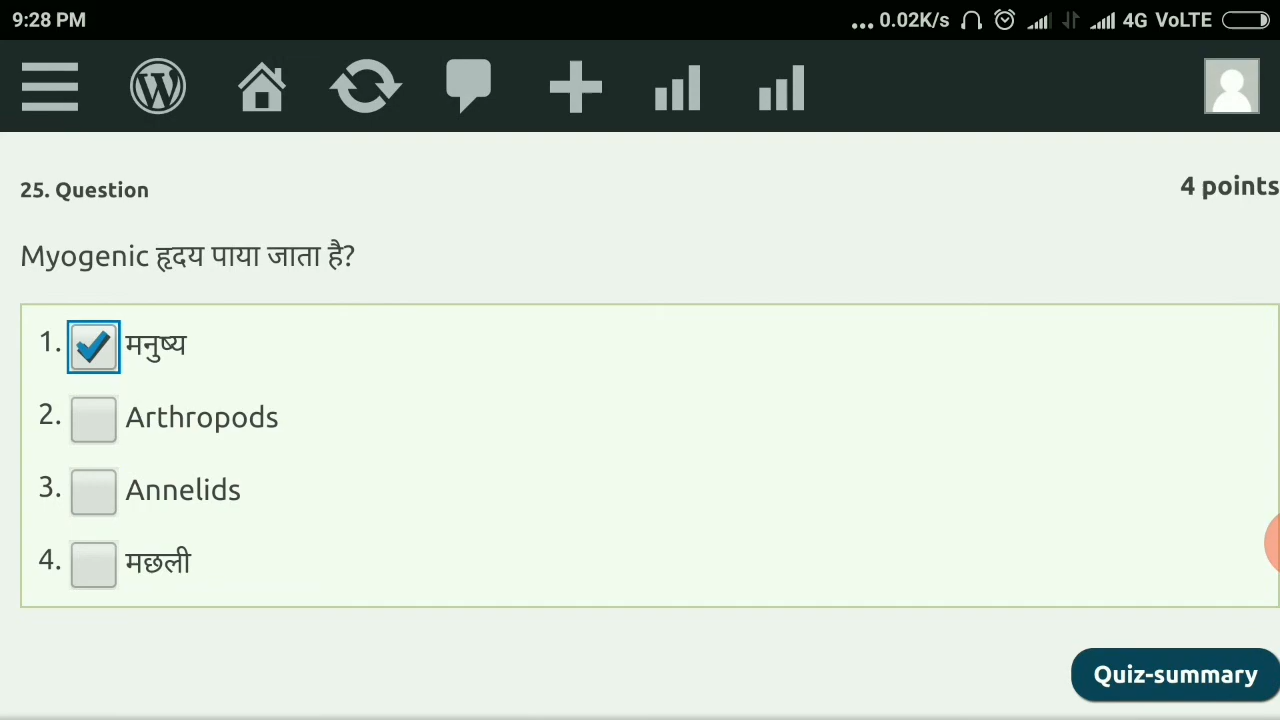 9:28 PM ... 0.02K/s 4G VoLTE
25. Question
4 points
Myogenic हृदय पाया जाता है?
1. मनुष्य
2. Arthropods
3. Annelids
4. मछली
Quiz-summary